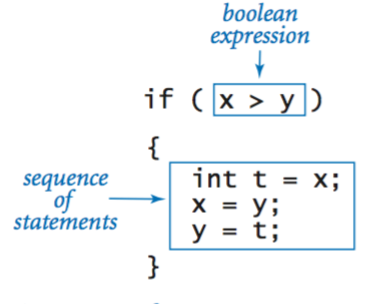 boolean
expression
if ( x > y )
{
sequence
of
statements
int t = x;
x = y;
y = t;
}